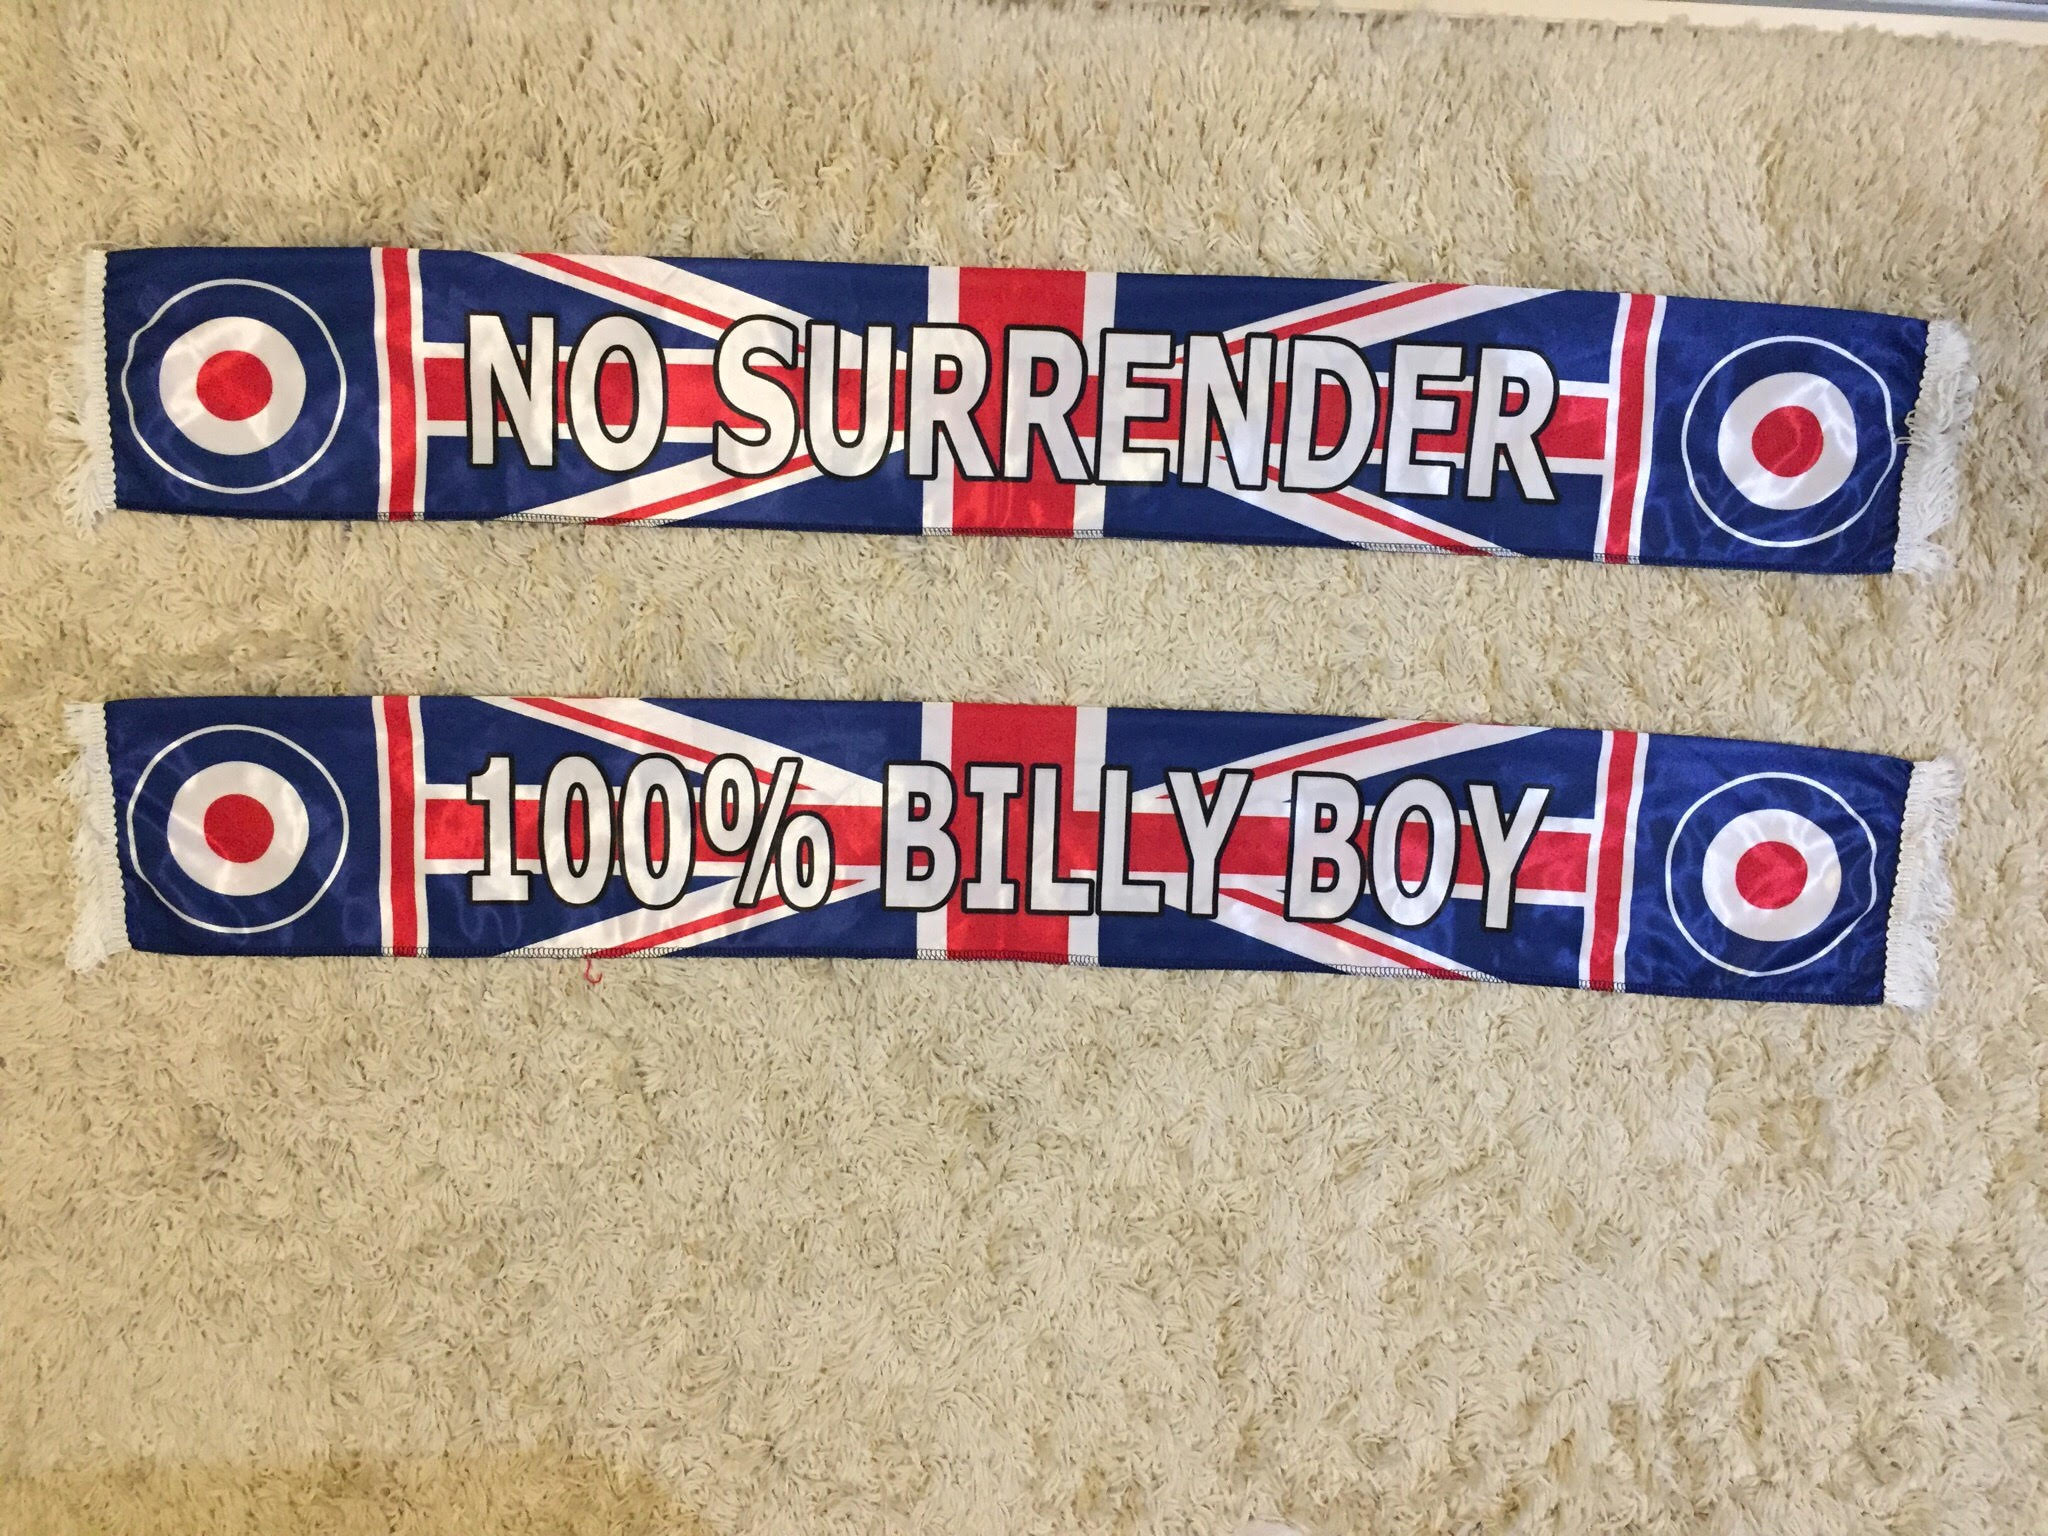 NO SURRENDER
100% BILLY BOY